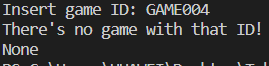 Insert game ID: GAME004
There's no game with that ID!
None